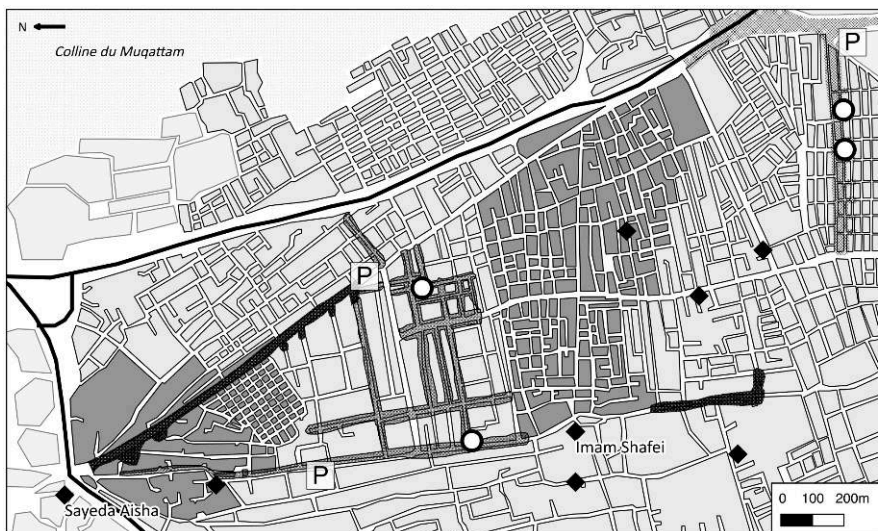 N
Colline du Muqattam
P
P
P
Imam Shafei
Sayeda Aisha
0 100 200m